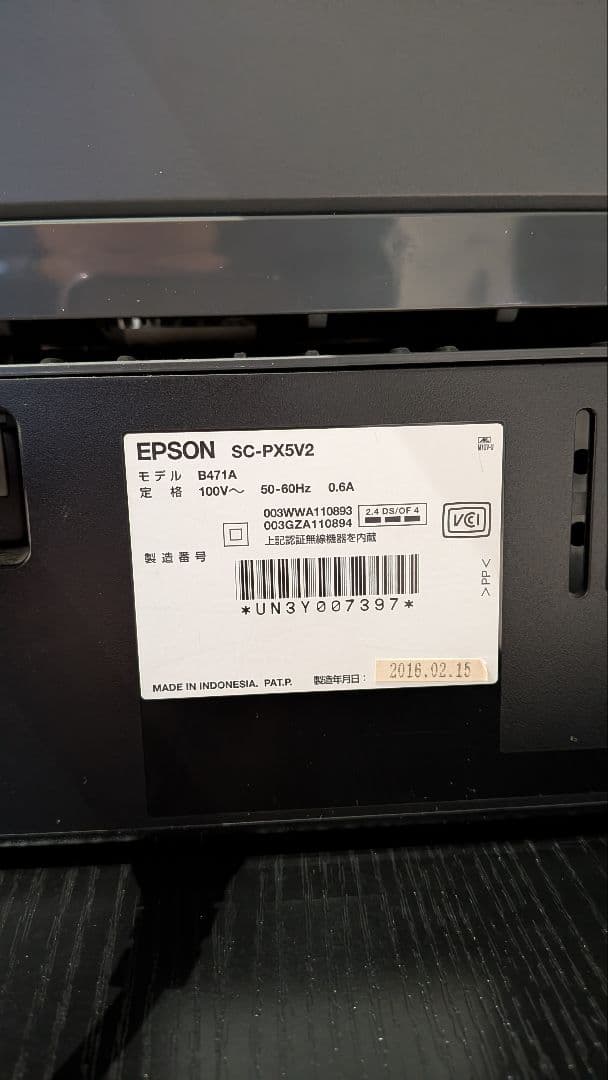 EPSON SC-PX5V2
モデル B471A
定 格 100V～ 50-60Hz 0.6A
003WWA110893
003GZA110894
2.4 DS/OF 4
上記認証無線機器を内蔵
VCI
製造番号
*UN3Y007397*
>PP<
MADE IN INDONESIA. PAT.P. 製造年月日: 2016.02.15